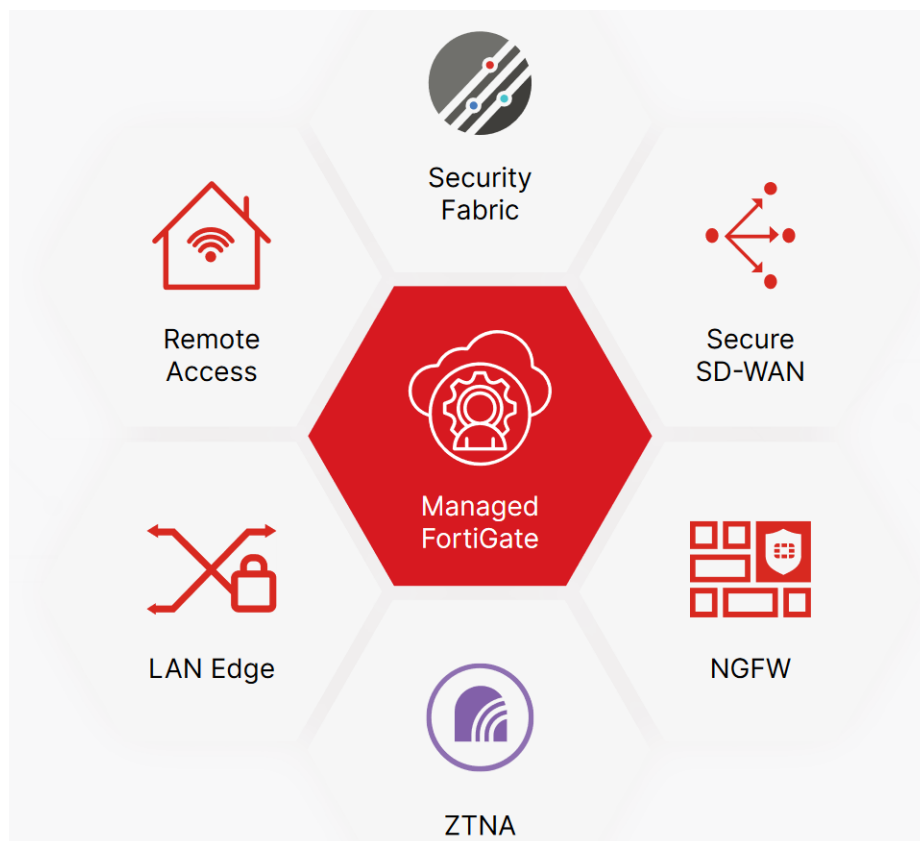 Security
Fabric
Remote
Access
Secure
SD-WAN
Managed
FortiGate
LAN Edge
NGFW
ZTNA